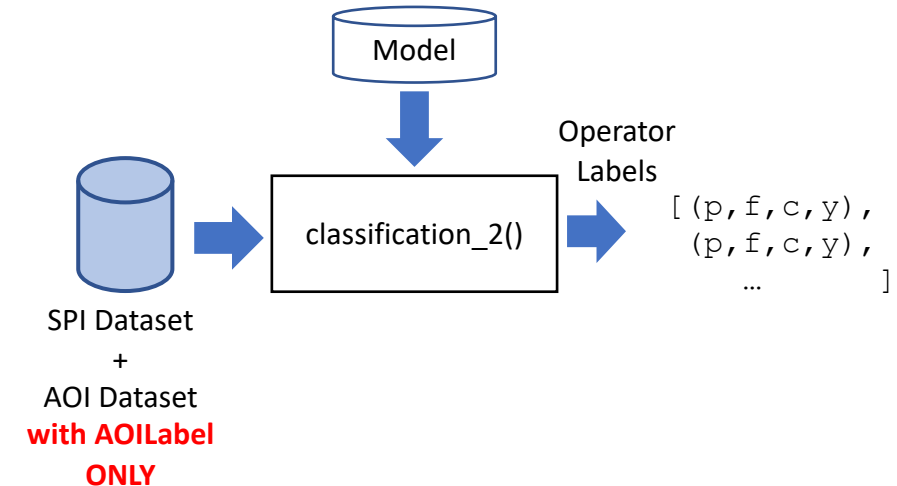 Model
Operator
Labels
[(p,f,c,y),
(p,f,c,y),
… ]
classification_2()
SPI Dataset
+
AOI Dataset
with AOILabel
ONLY